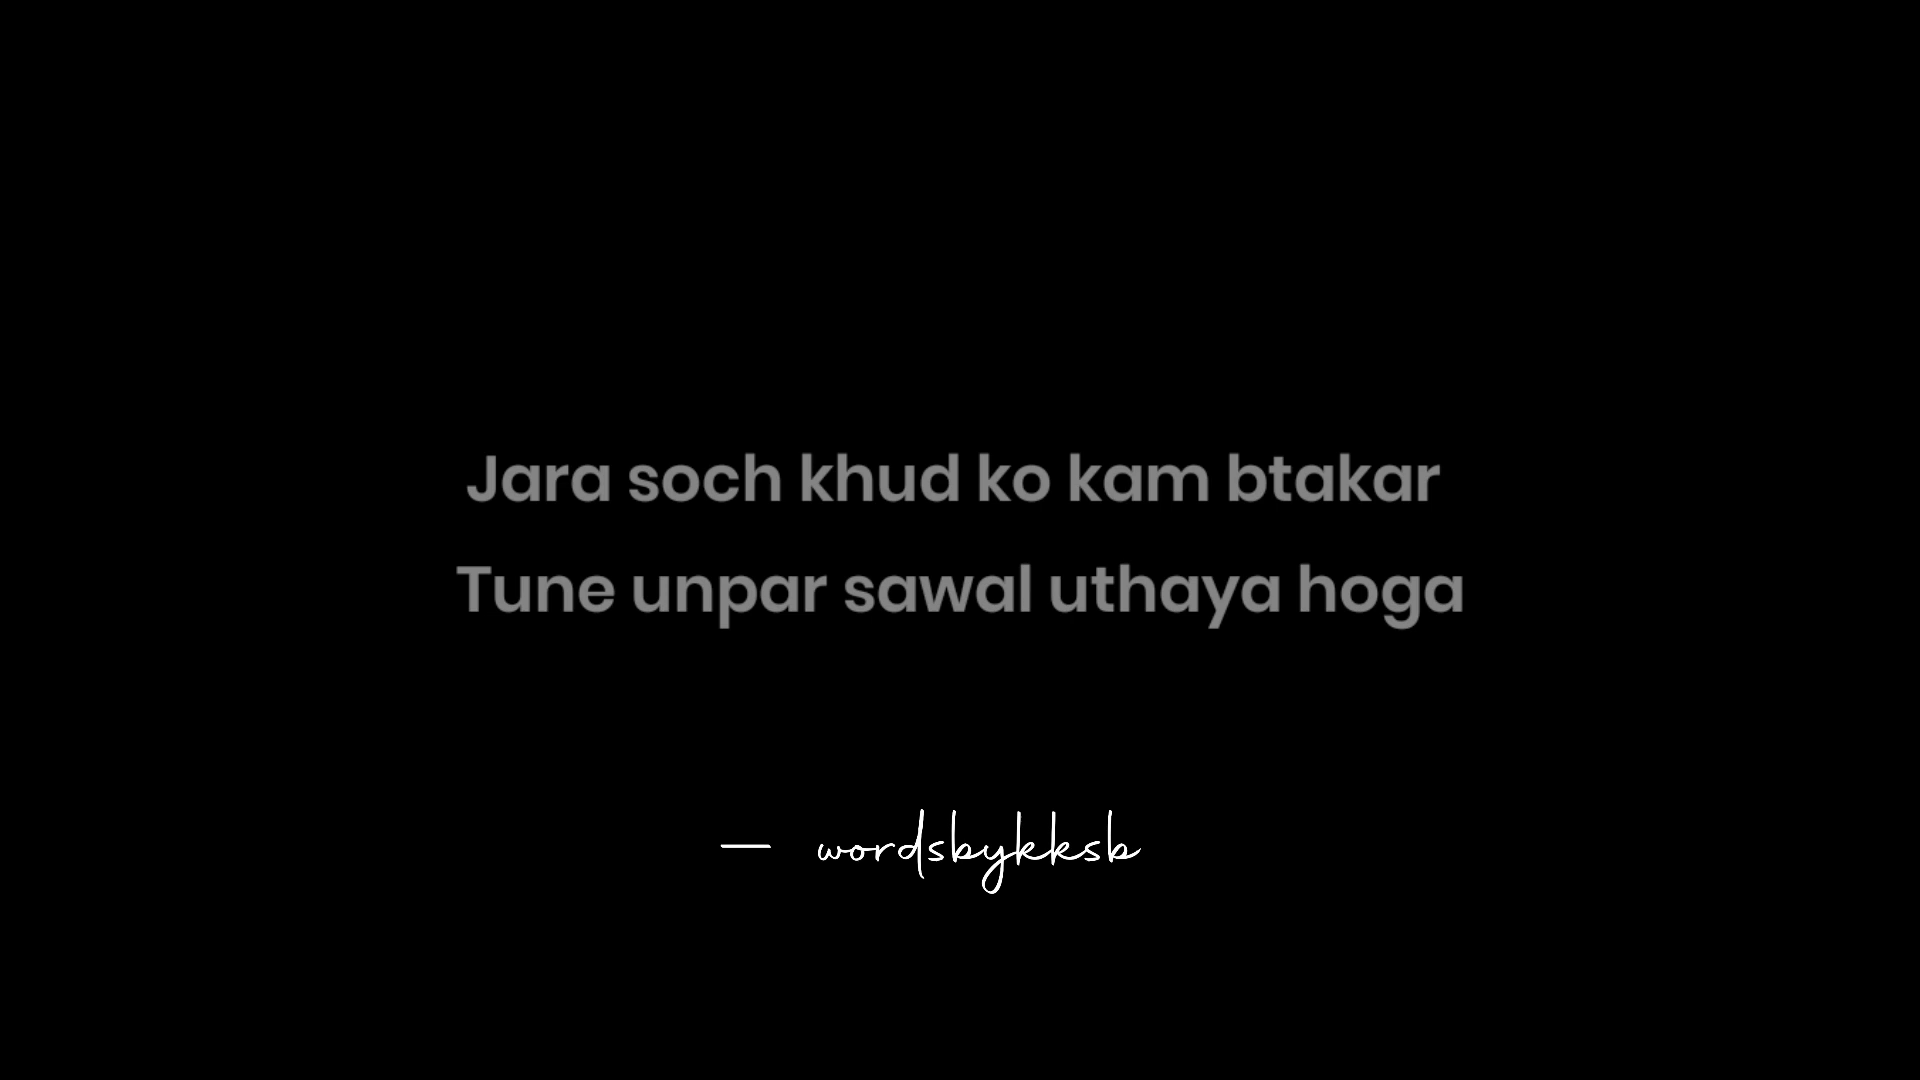 Jara soch khud ko kam btakar
Tune unpar sawal uthaya hoga
— wordsbykksb